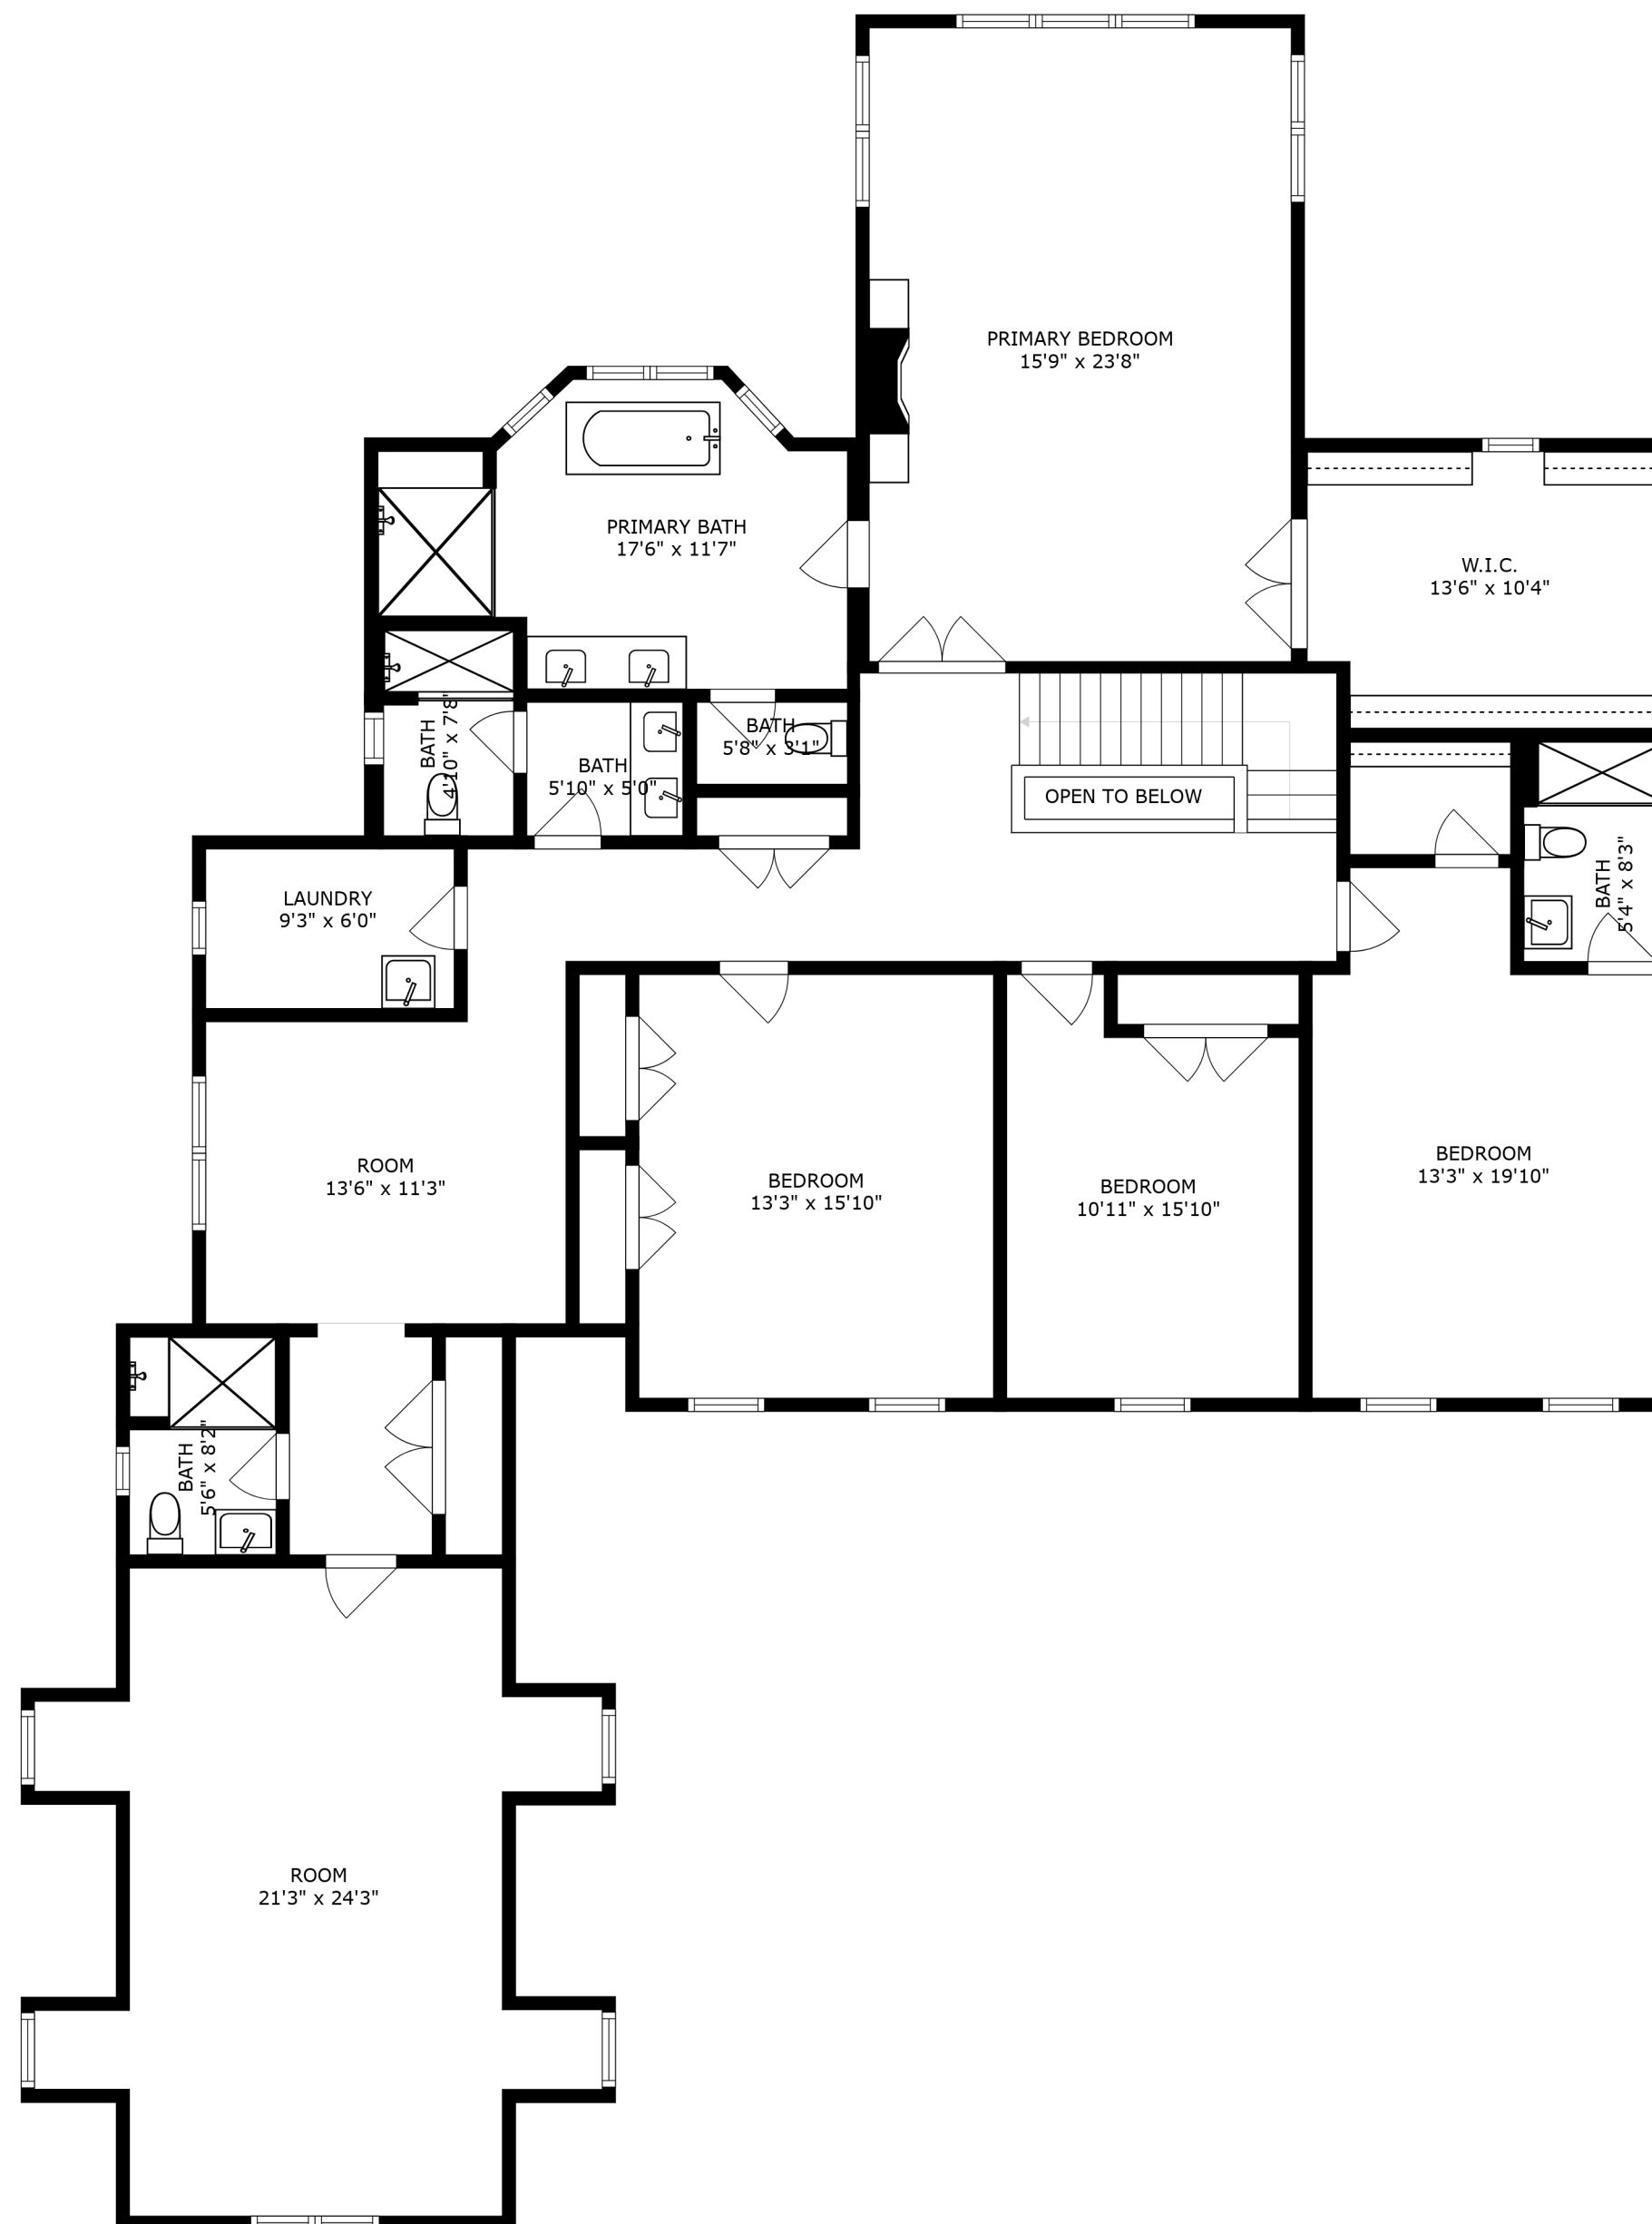 PRIMARY BEDROOM
15'9" x 23'8"
PRIMARY BATH
17'6" x 11'7"
W.I.C.
13'6" x 10'4"
BATH
4'10" x 7'8"
BATH
5'10" x 5'0"
BATH
5'8" x 3'1"
OPEN TO BELOW
BATH
5'4" x 8'3"
LAUNDRY
9'3" x 6'0"
ROOM
13'6" x 11'3"
BEDROOM
13'3" x 15'10"
BEDROOM
10'11" x 15'10"
BEDROOM
13'3" x 19'10"
BATH
5'6" x 8'2"
ROOM
21'3" x 24'3"